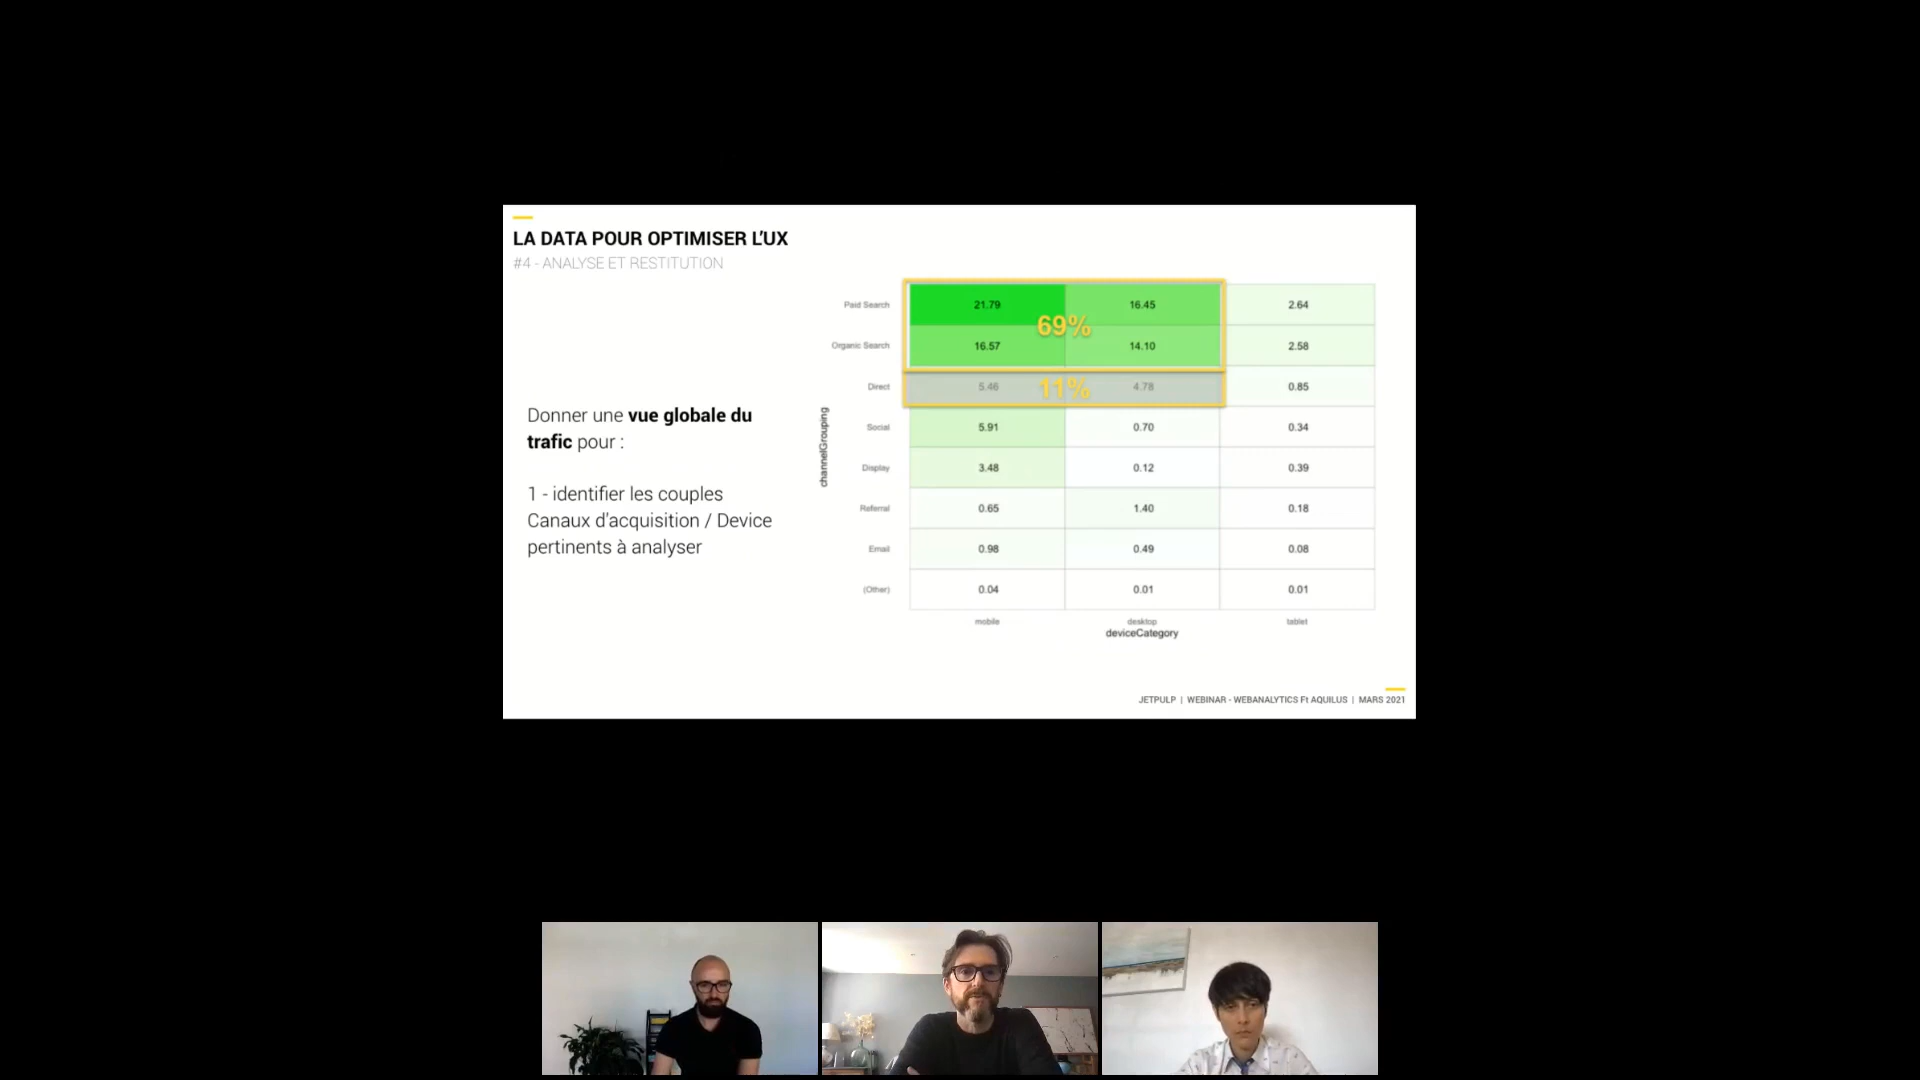 LA DATA POUR OPTIMISER L'UX
#4 - ANALYSE ET RESTITUTION
Donner une vue globale du
trafic pour :
1 - identifier les couples
Canaux d'acquisition / Device
pertinents à analyser
channelGrouping
Paid Search 21.79 16.45 2.64
69%
Organic Search 16.57 14.10 2.58
Direct 5.46 11% 4.78 0.85
Social 5.91 0.70 0.34
Display 3.48 0.12 0.39
Referral 0.65 1.40 0.18
Email 0.98 0.49 0.08
(Other) 0.04 0.01 0.01
mobile desktop tablet
deviceCategory
JETPULP | WEBINAR - WEBANALYTICS Ft AQUILUS | MARS 2021